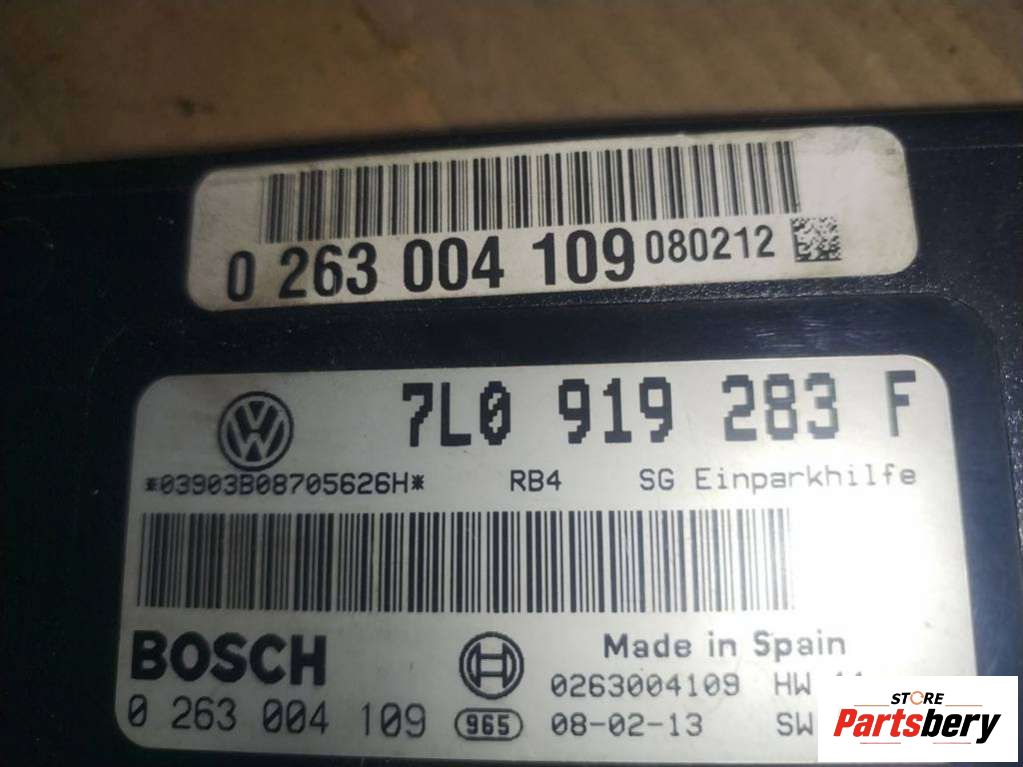 0 263 004 109 080212
7L0 919 283 F
*03903B08705626H* RB4 SG Einparkhilfe
BOSCH
Made in Spain
0263004109 HW
0 263 004 109 965 08-02-13 SW
STORE
Partsbery